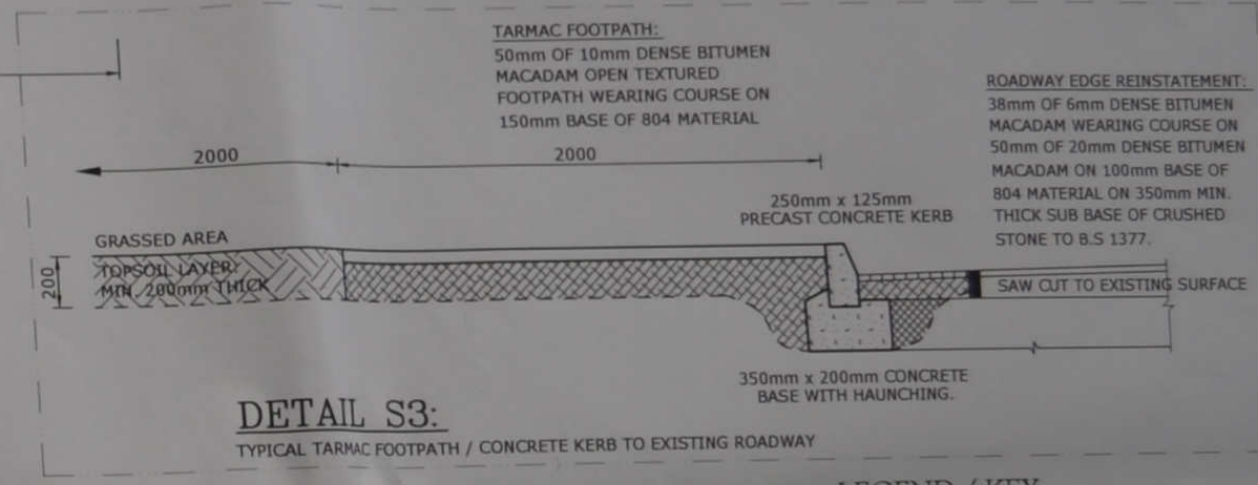 TARMAC FOOTPATH:
50mm OF 10mm DENSE BITUMEN
MACADAM OPEN TEXTURED
FOOTPATH WEARING COURSE ON
150mm BASE OF 804 MATERIAL
ROADWAY EDGE REINSTATEMENT:
38mm OF 6mm DENSE BITUMEN
MACADAM WEARING COURSE ON
50mm OF 20mm DENSE BITUMEN
MACADAM ON 100mm BASE OF
804 MATERIAL ON 350mm MIN.
THICK SUB BASE OF CRUSHED
STONE TO B.S 1377.
2000
2000
250mm x 125mm
PRECAST CONCRETE KERB
GRASSED AREA
TOPSOIL LAYER
MIN. 200mm THICK
200
SAW CUT TO EXISTING SURFACE
350mm x 200mm CONCRETE
BASE WITH HAUNCHING.
DETAIL S3:
TYPICAL TARMAC FOOTPATH / CONCRETE KERB TO EXISTING ROADWAY
LEGEND / KEY